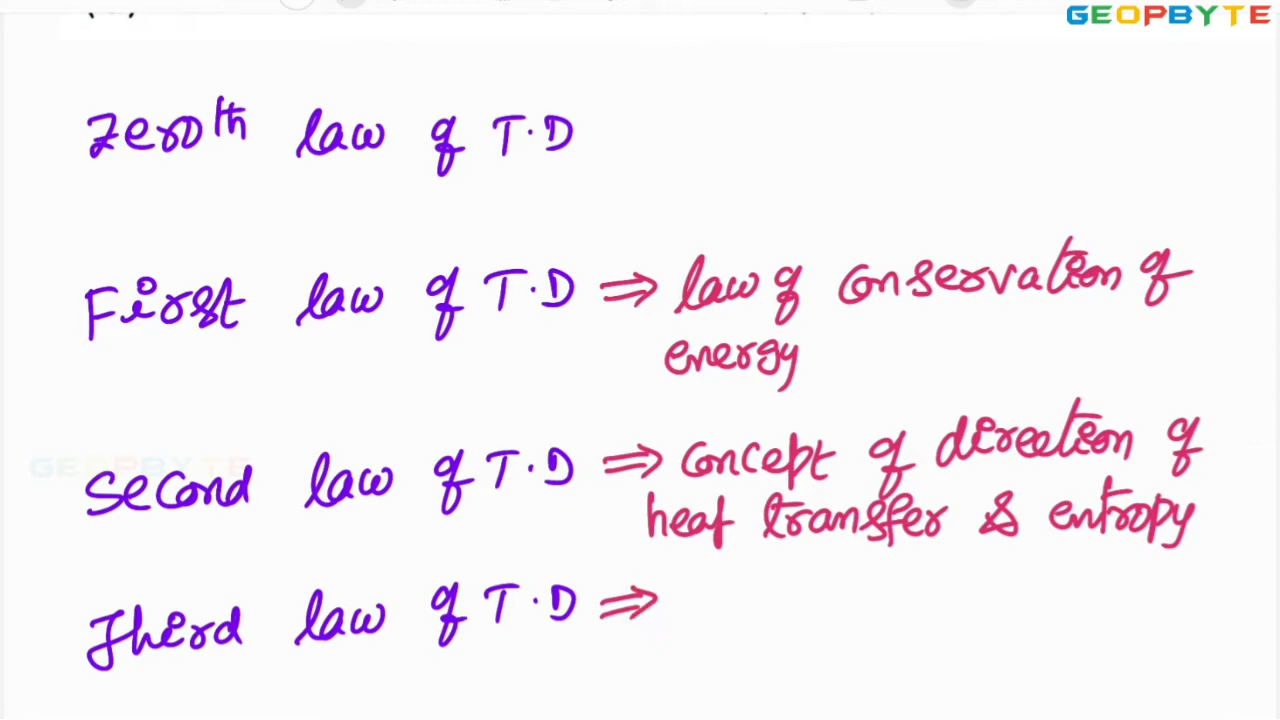 GEOPBYTE
Zeroth law of T.D
First law of T.D ⇒ law of conservation of
energy
GEOPBYTE
Second law of T.D ⇒ concept of direction of
heat transfer & entropy
Third law of T.D ⇒